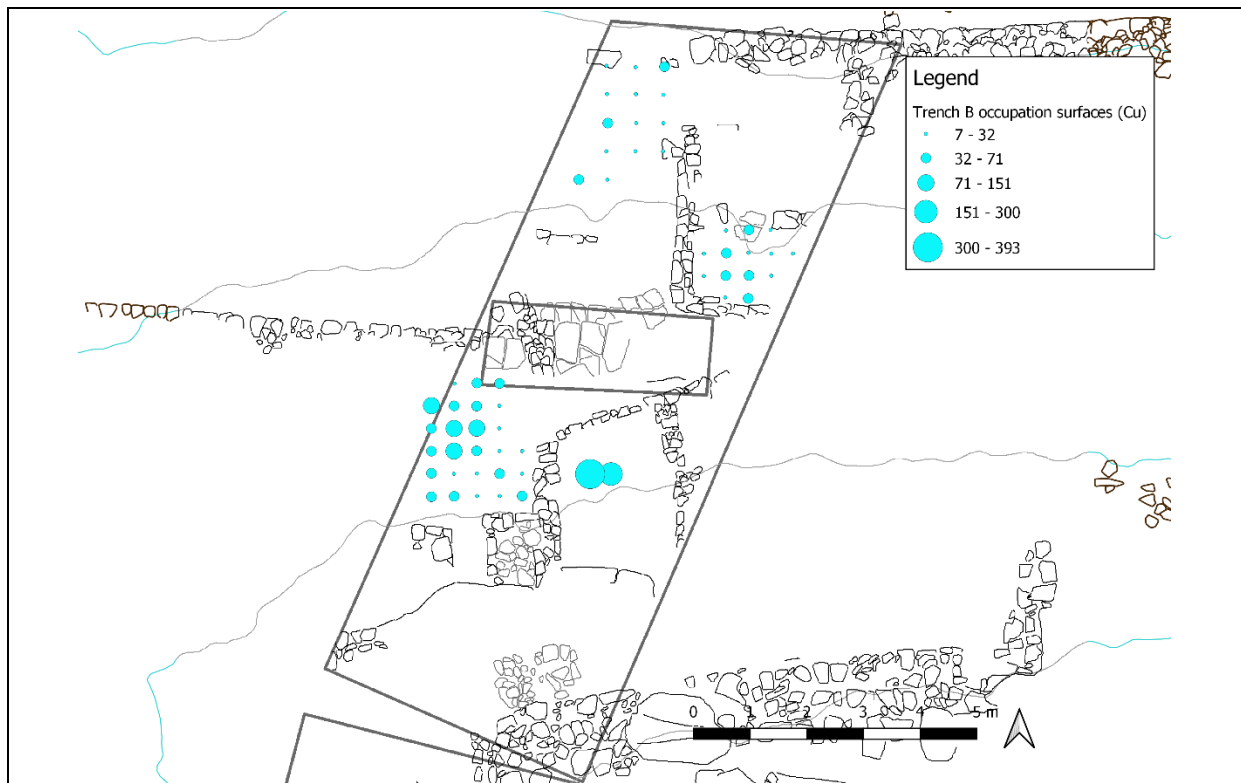 Legend
Trench B occupation surfaces (Cu)
7 - 32
32 - 71
71 - 151
151 - 300
300 - 393
0 1 2 3 4 5 m